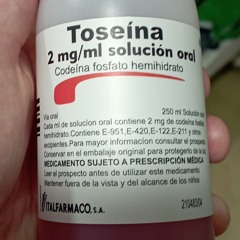 Toseína
2 mg/ml solución oral
Codeína fosfato hemihidrato
Vía oral 250 ml Solución oral
Cada ml de solucion oral contiene 2 mg de codeína fosfato
hemihidrato.Contiene E-951,E-420,E-122,E-211 y otros
excipientes.Para mayor informacion consultar el prospecto.
Conservar en el embalaje original para protegerlo de la
MEDICAMENTO SUJETO A PRESCRIPCIÓN MÉDICA
Leer el prospecto antes de utilizar este medicamento
Mantener fuera de la vista y del alcance de los niños
ITALFARMACO, S.A.
21048304